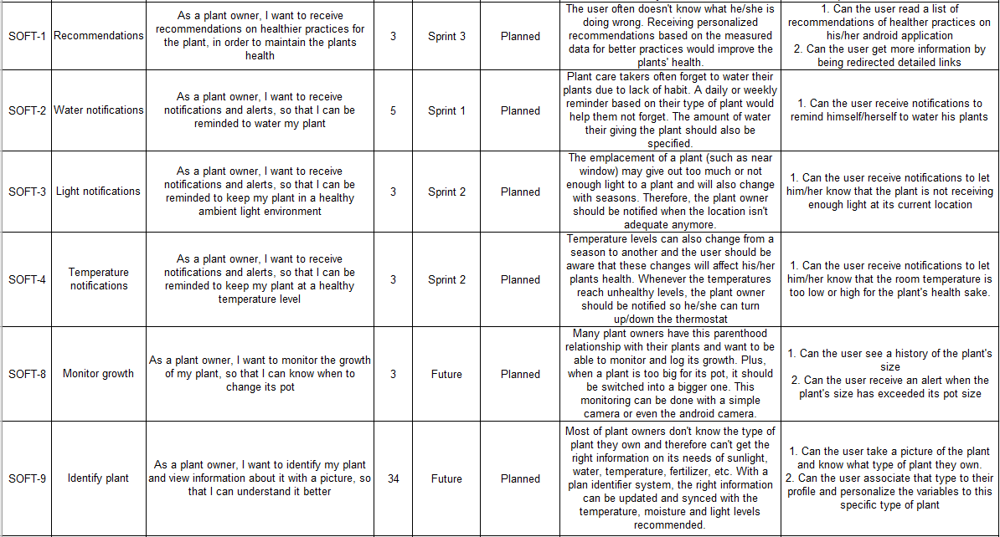 SOFT-1
Recommendations
As a plant owner, I want to receive
recommendations on healthier practices for
the plant, in order to maintain the plants
health
3
Sprint 3
Planned
The user often doesn't know what he/she is
doing wrong. Receiving personalized
recommendations based on the measured
data for better practices would improve the
plants' health.
1. Can the user read a list of
recommendations of healther practices on
his/her android application
2. Can the user get more information by
being redirected detailed links
SOFT-2
Water notifications
As a plant owner, I want to receive
notifications and alerts, so that I can be
reminded to water my plant
5
Sprint 1
Planned
Plant care takers often forget to water their
plants due to lack of habit. A daily or weekly
reminder based on their type of plant would
help them not forget. The amount of water
their giving the plant should also be
specified.
1. Can the user receive notifications to
remind himself/herself to water his plants
SOFT-3
Light notifications
As a plant owner, I want to receive
notifications and alerts, so that I can be
reminded to keep my plant in a healthy
ambient light environment
3
Sprint 2
Planned
The emplacement of a plant (such as near
window) may give out too much or not
enough light to a plant and will also change
with seasons. Therefore, the plant owner
should be notified when the location isn't
adequate anymore.
1. Can the user receive notifications to let
him/her know that the plant is not receiving
enough light at its current location
SOFT-4
Temperature
notifications
As a plant owner, I want to receive
notifications and alerts, so that I can be
reminded to keep my plant at a healthy
temperature level
3
Sprint 2
Planned
Temperature levels can also change from a
season to another and the user should be
aware that these changes will affect his/her
plants health. Whenever the temperatures
reach unhealthy levels, the plant owner
should be notified so he/she can turn
up/down the thermostat
1. Can the user receive notifications to let
him/her know that the room temperature is
too low or high for the plant's health sake.
SOFT-8
Monitor growth
As a plant owner, I want to monitor the growth
of my plant, so that I can know when to
change its pot
3
Future
Planned
Many plant owners have this parenthood
relationship with their plants and want to be
able to monitor and log its growth. Plus,
when a plant is too big for its pot, it should
be switched into a bigger one. This
monitoring can be done with a simple
camera or even the android camera.
1. Can the user see a history of the plant's
size
2. Can the user receive an alert when the
plant's size has exceeded its pot size
SOFT-9
Identify plant
As a plant owner, I want to identify my plant
and view information about it with a picture, so
that I can understand it better
34
Future
Planned
Most of plant owners don't know the type of
plant they own and therefore can't get the
right information on its needs of sunlight,
water, temperature, fertilizer, etc. With a
plan identifier system, the right information
can be updated and synced with the
temperature, moisture and light levels
recommended.
1. Can the user take a picture of the plant
and know what type of plant they own.
2. Can the user associate that type to their
profile and personalize the variables to this
specific type of plant